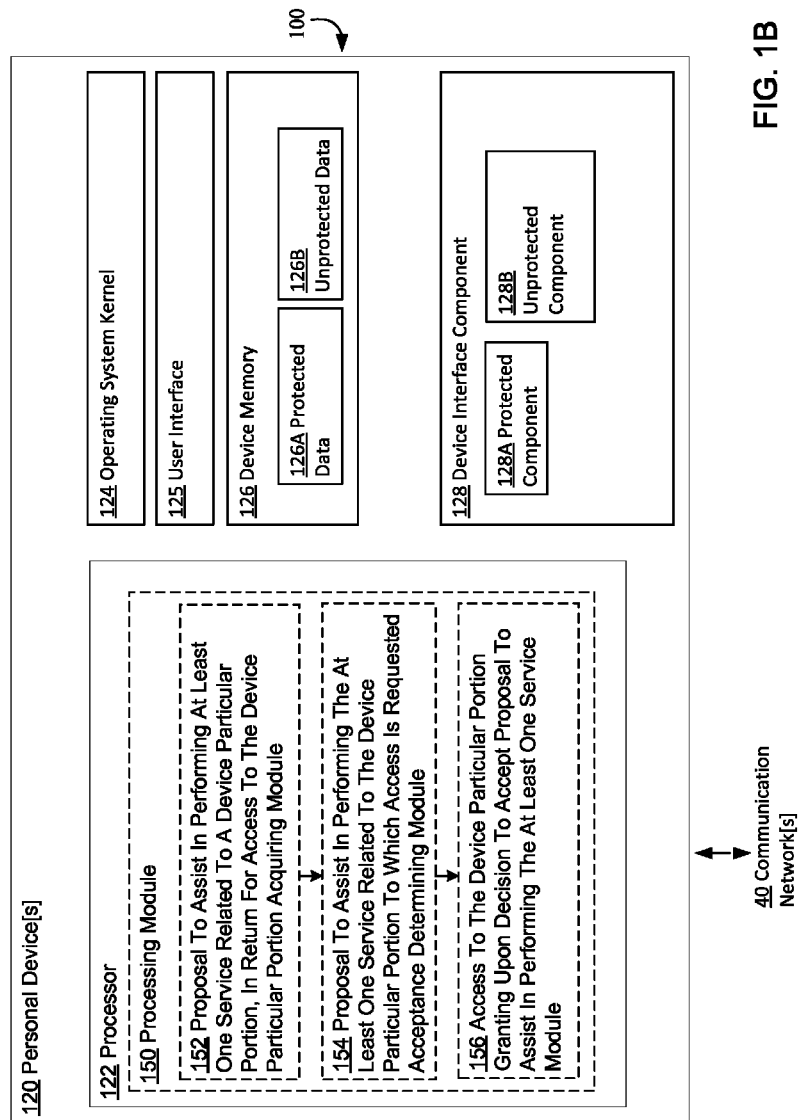 120 Personal Device[s]
122 Processor
150 Processing Module
152 Proposal To Assist In Performing At Least
One Service Related To A Device Particular
Portion, In Return For Access To The Device
Particular Portion Acquiring Module
154 Proposal To Assist In Performing The At
Least One Service Related To The Device
Particular Portion To Which Access Is Requested
Acceptance Determining Module
156 Access To The Device Particular Portion
Granting Upon Decision To Accept Proposal To
Assist In Performing The At Least One Service
Module
124 Operating System Kernel
125 User Interface
126 Device Memory
126A Protected
Data
126B
Unprotected Data
128 Device Interface Component
128A Protected
Component
128B
Unprotected
Component
100
40 Communication
Network[s]
FIG. 1B